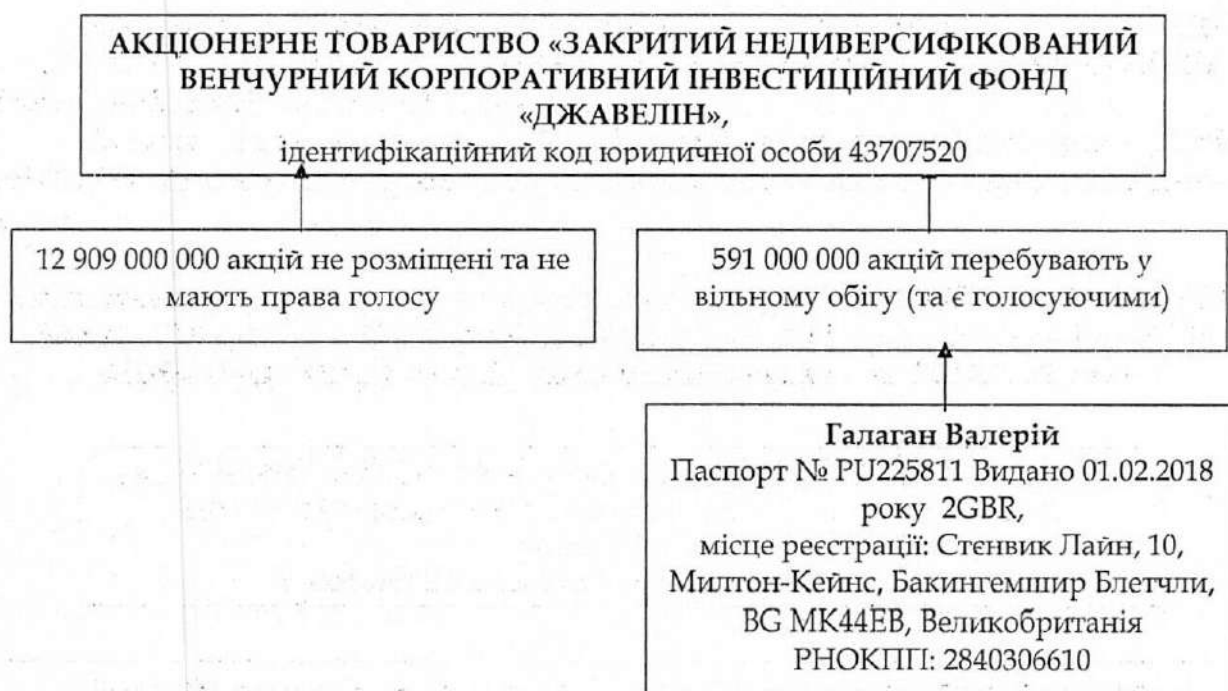 АКЦІОНЕРНЕ ТОВАРИСТВО «ЗАКРИТИЙ НЕДИВЕРСИФІКОВАНИЙ
ВЕНЧУРНИЙ КОРПОРАТИВНИЙ ІНВЕСТИЦІЙНИЙ ФОНД
«ДЖАВЕЛІН»,
ідентифікаційний код юридичної особи 43707520
12 909 000 000 акцій не розміщені та не
мають права голосу
591 000 000 акцій перебувають у
вільному обігу (та є голосуючими)
Галаган Валерій
Паспорт № PU225811 Видано 01.02.2018
року 2GBR,
місце реєстрації: Стєнвик Лайн, 10,
Милтон-Кейнс, Бакингемшир Блетчли,
BG MK44EB, Великобританія
РНОКПП: 2840306610